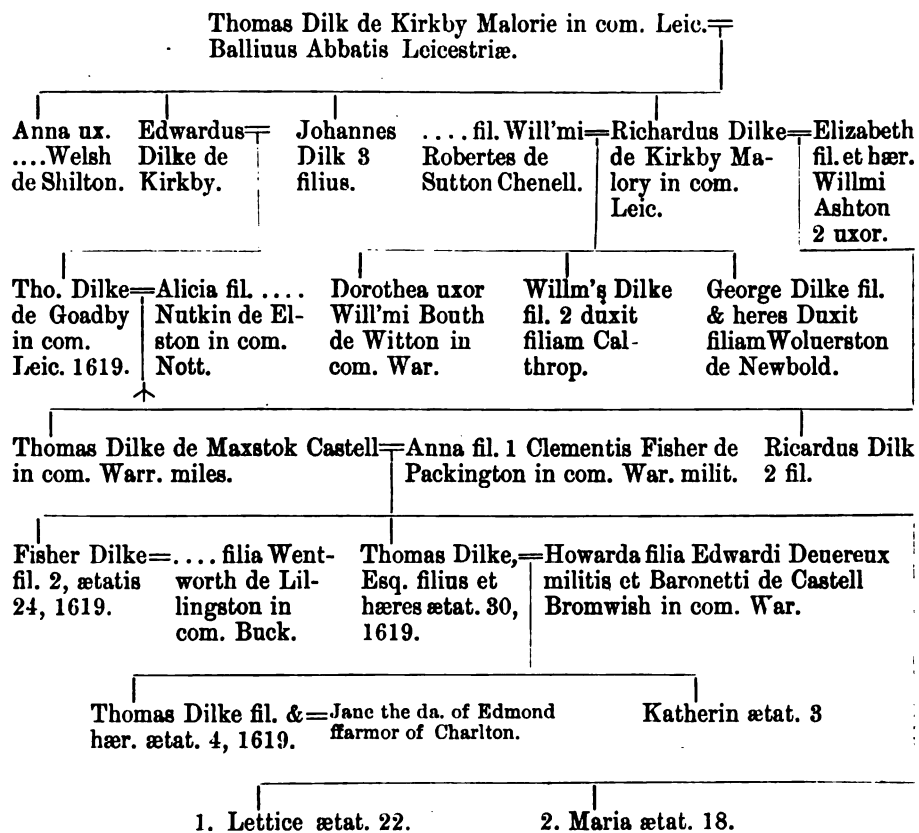 Thomas Dilk de Kirkby Malorie in com. Leic.
Balliuus Abbatis Leicestriæ.
Anna ux.
....Welsh
de Shilton.
Edwardus
Dilke de
Kirkby.
Johannes
Dilk 3
filius.
.... fil. Will'mi
Robertes de
Sutton Chenell.
Richardus Dilke
de Kirkby Ma-
lory in com.
Leic.
Elizabeth
fil. et hær.
Willmi
Ashton
2 uxor.
Tho. Dilke
de Goadby
in com.
Leic. 1619.
Alicia fil. ....
Nutkin de El-
ston in com.
Nott.
Dorothea uxor
Will'mi Bouth
de Witton in
com. War.
Willm's Dilke
fil. 2 duxit
filiam Cal-
throp.
George Dilke fil.
& heres Duxit
filiam Woluerston
de Newbold.
Thomas Dilke de Maxstok Castell
in com. Warr. miles.
Anna fil. 1 Clementis Fisher de
Packington in com. War. milit.
Ricardus Dilk
2 fil.
Fisher Dilke
fil. 2, ætatis
24, 1619.
.... filia Went-
worth de Lil-
lingston in
com. Buck.
Thomas Dilke,
Esq. filius et
hæres ætat. 30,
1619.
Howarda filia Edwardi Deuereux
militis et Baronetti de Castell
Bromwish in com. War.
Thomas Dilke fil. &
hær. ætat. 4, 1619.
Jane the da. of Edmond
ffarmor of Charlton.
Katherin ætat. 3
1. Lettice ætat. 22.
2. Maria ætat. 18.